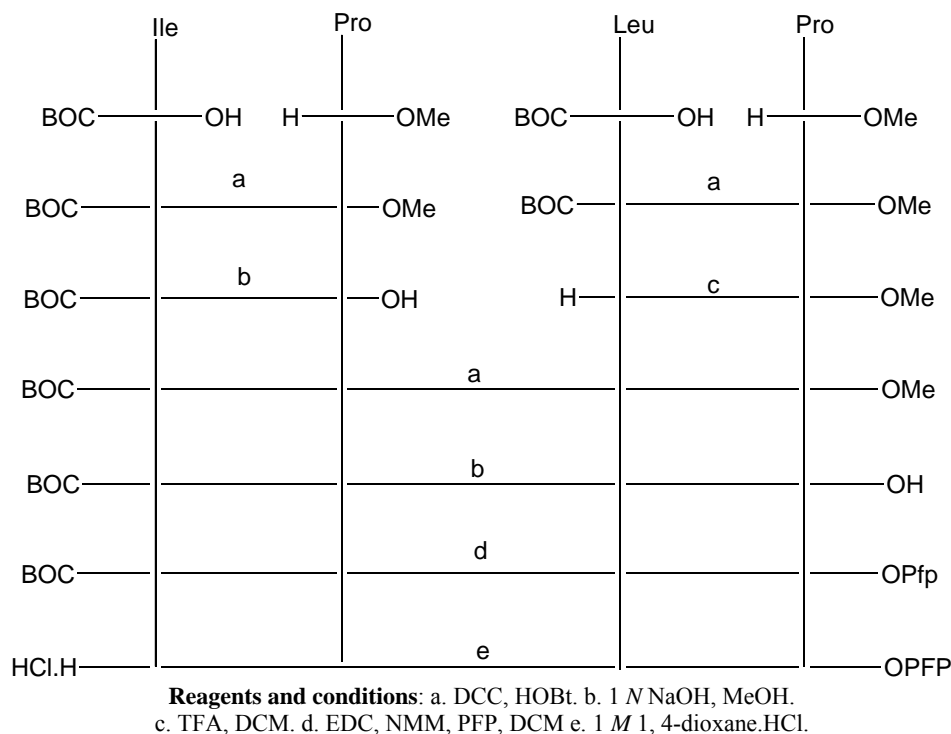 Ile Pro Leu Pro
BOC OH H OMe BOC OH H OMe
a a
BOC OMe BOC OMe
b c
BOC OH H OMe
a
BOC OMe
b
BOC OH
d
BOC OPfp
e
HCl.H OPFP
Reagents and conditions: a. DCC, HOBt. b. 1 N NaOH, MeOH.
c. TFA, DCM. d. EDC, NMM, PFP, DCM e. 1 M 1, 4-dioxane.HCl.